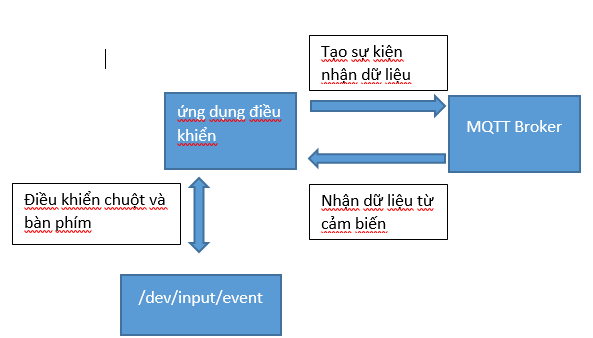 Tao sự kiện
nhận dữ liệu
ứng dụng điều
khiển
MQTT Broker
Điều khiển chuột và
bàn phím
Nhận dữ liệu từ
cảm biến
/dev/input/event